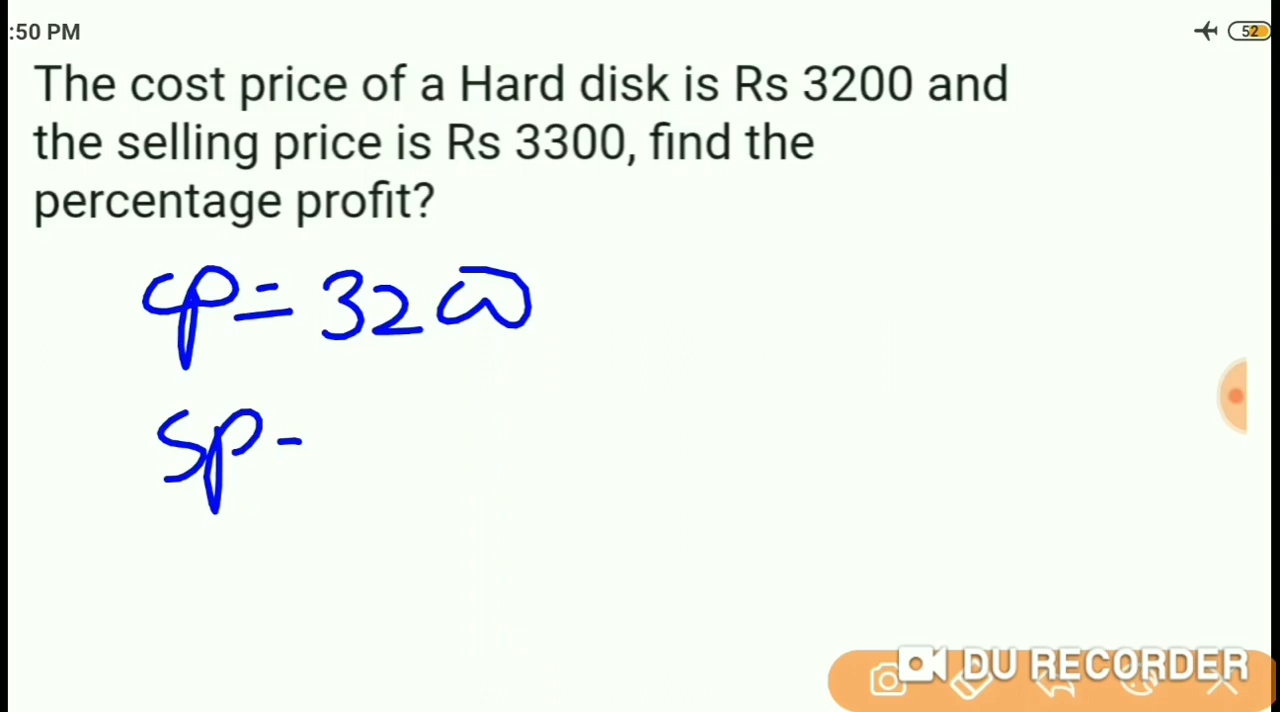 :50 PM
52
The cost price of a Hard disk is Rs 3200 and
the selling price is Rs 3300, find the
percentage profit?
CP = 3200
SP -
DU RECORDER